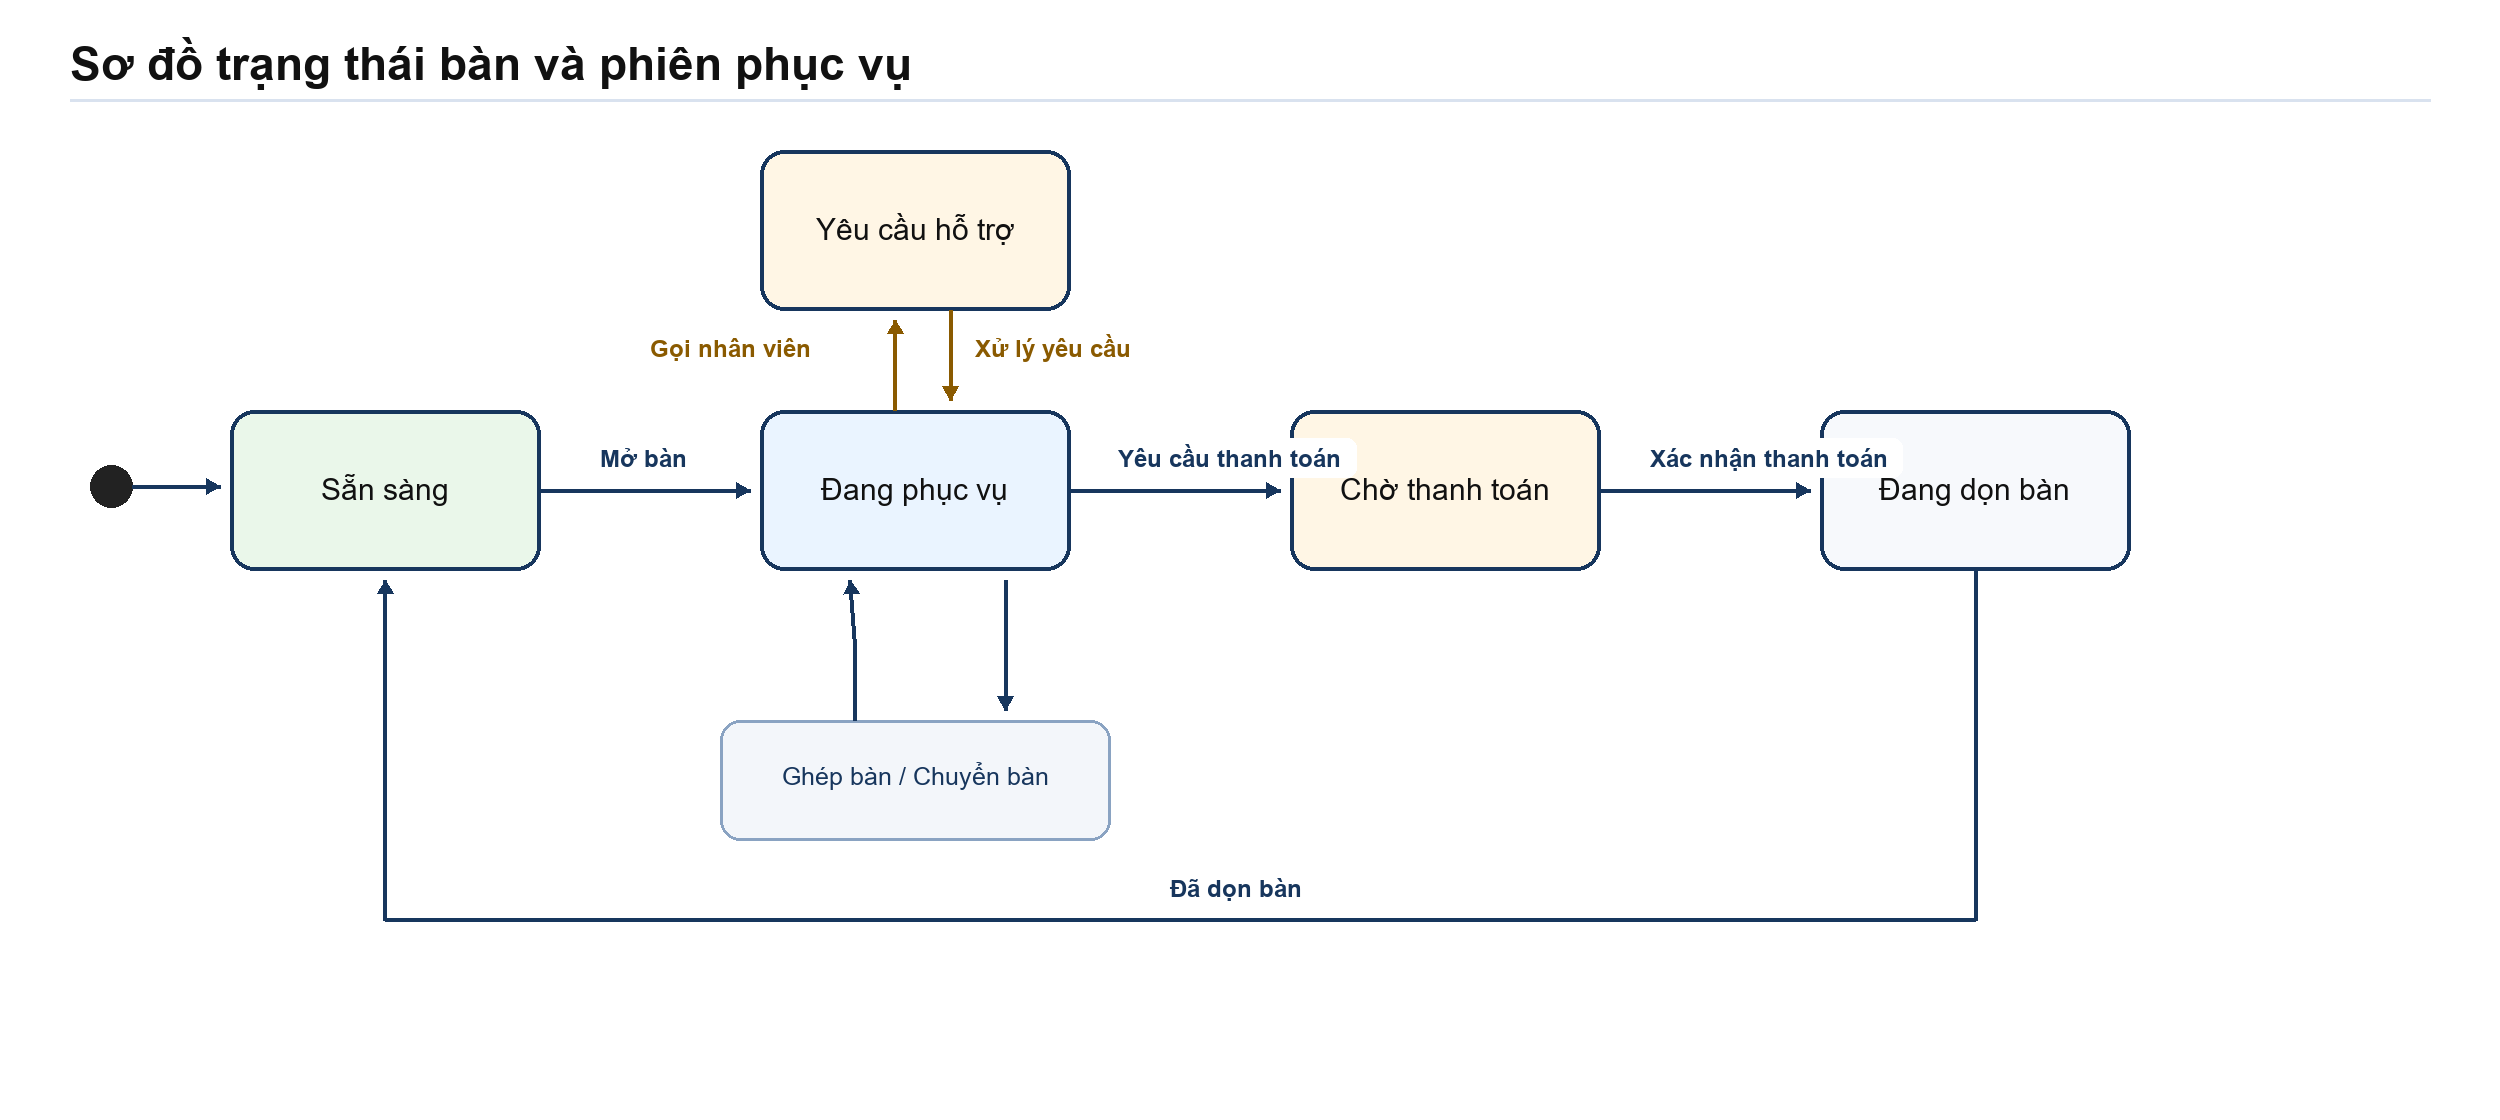 Sơ đồ trạng thái bàn và phiên phục vụ
Yêu cầu hỗ trợ
Gọi nhân viên
Xử lý yêu cầu
Sẵn sàng
Mở bàn
Đang phục vụ
Yêu cầu thanh toán
Chờ thanh toán
Xác nhận thanh toán
Đang dọn bàn
Ghép bàn / Chuyển bàn
Đã dọn bàn